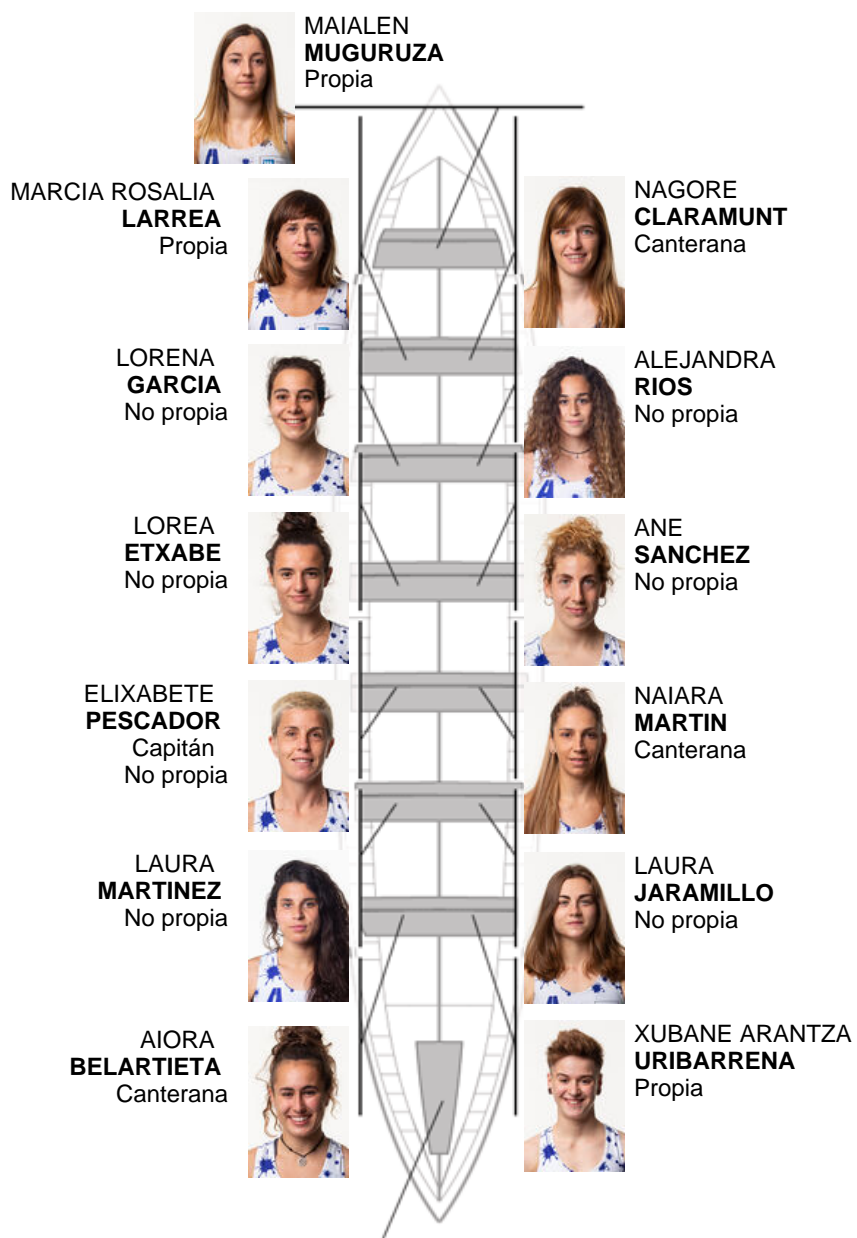 MAIALEN
MUGURUZA
Propia
MARCIA ROSALIA
LARREA
Propia
NAGORE
CLARAMUNT
Canterana
LORENA
GARCIA
No propia
ALEJANDRA
RIOS
No propia
LOREA
ETXABE
No propia
ANE
SANCHEZ
No propia
ELIXABETE
PESCADOR
Capitán
No propia
NAIARA
MARTIN
Canterana
LAURA
MARTINEZ
No propia
LAURA
JARAMILLO
No propia
AIORA
BELARTIETA
Canterana
XUBANE ARANTZA
URIBARRENA
Propia